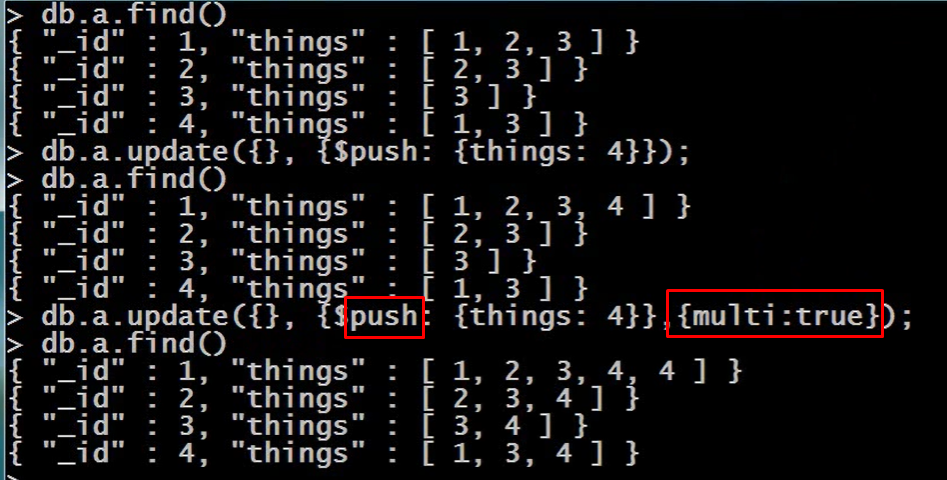 > db.a.find()
{ "_id" : 1, "things" : [ 1, 2, 3 ] }
{ "_id" : 2, "things" : [ 2, 3 ] }
{ "_id" : 3, "things" : [ 3 ] }
{ "_id" : 4, "things" : [ 1, 3 ] }
> db.a.update({}, {$push: {things: 4}});
> db.a.find()
{ "_id" : 1, "things" : [ 1, 2, 3, 4 ] }
{ "_id" : 2, "things" : [ 2, 3 ] }
{ "_id" : 3, "things" : [ 3 ] }
{ "_id" : 4, "things" : [ 1, 3 ] }
> db.a.update({}, {$push: {things: 4}},{multi:true});
> db.a.find()
{ "_id" : 1, "things" : [ 1, 2, 3, 4, 4 ] }
{ "_id" : 2, "things" : [ 2, 3, 4 ] }
{ "_id" : 3, "things" : [ 3, 4 ] }
{ "_id" : 4, "things" : [ 1, 3, 4 ] }
>